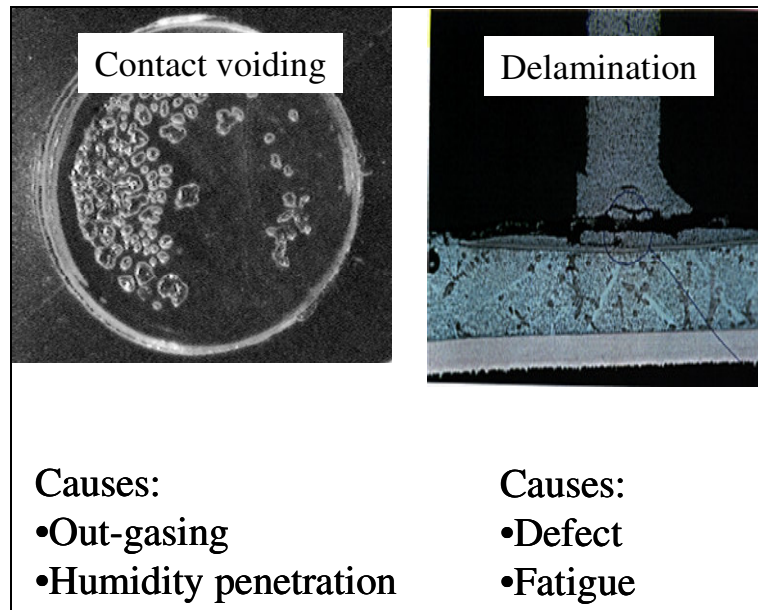 Contact voiding
Delamination
Causes:
•Out-gasing
•Humidity penetration
Causes:
•Defect
•Fatigue